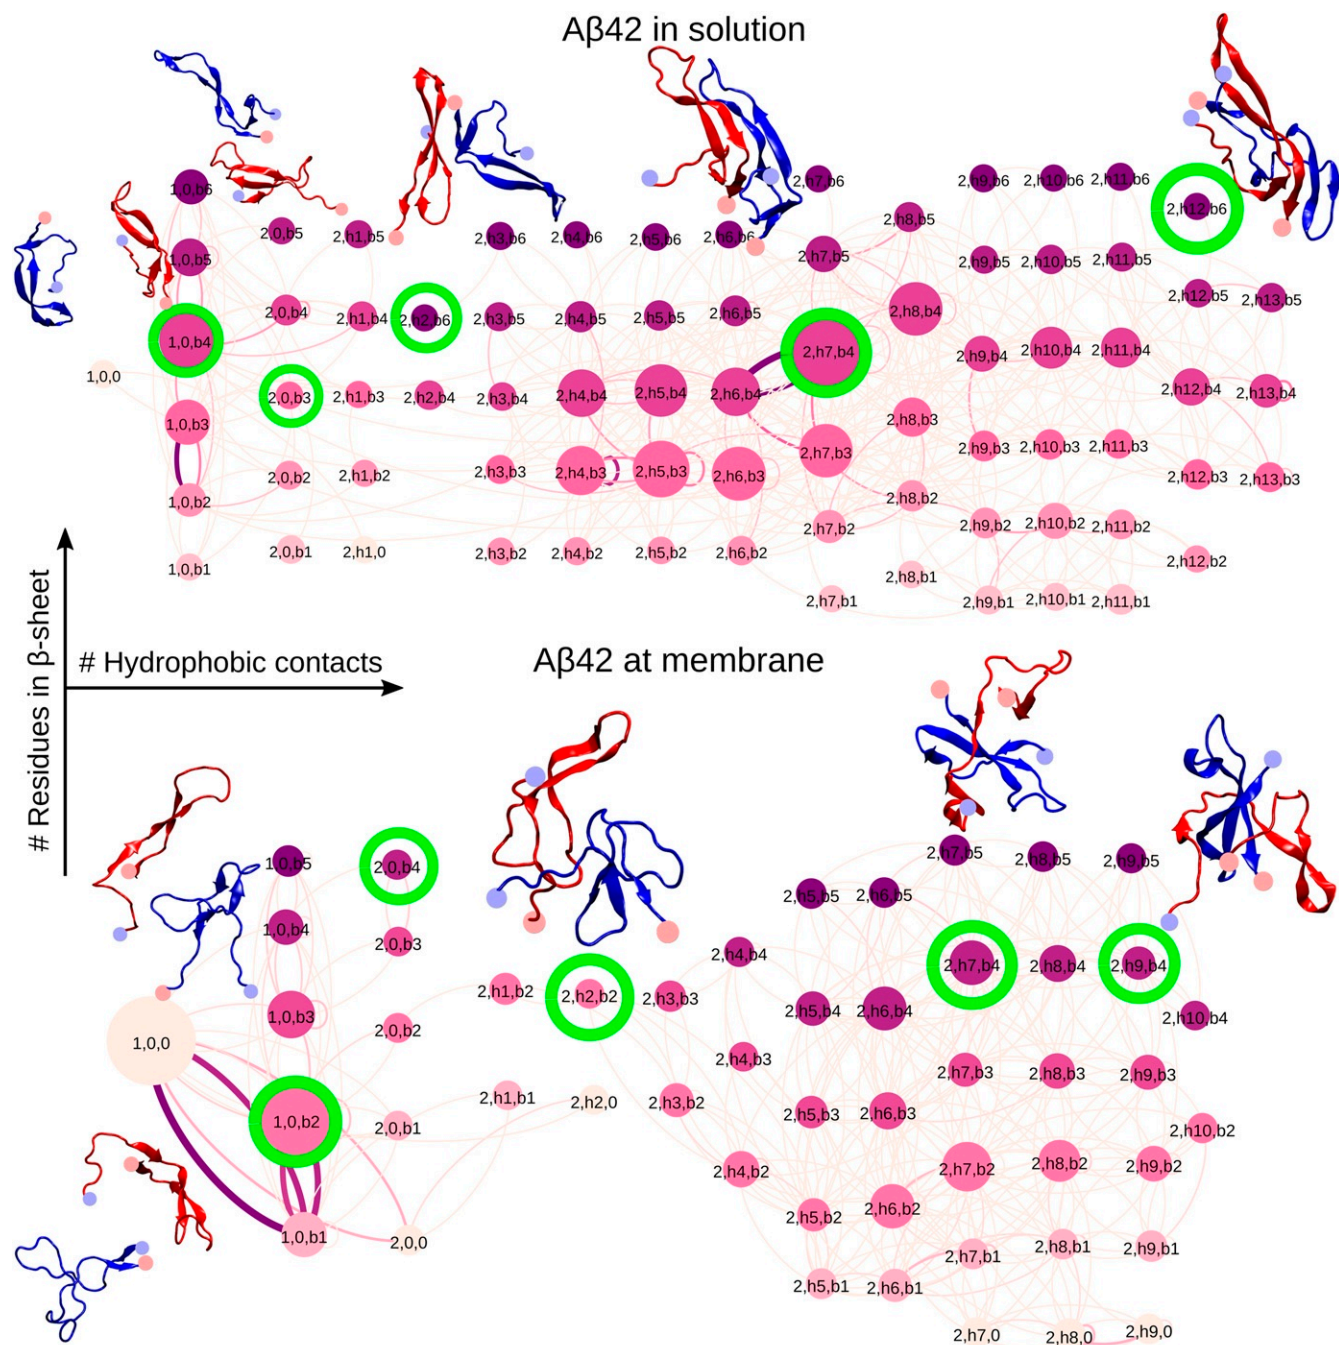 Aβ42 in solution
1,0,b6
2,h7,b6
2,h9,b6
2,h10,b6
2,h11,b6
2,h12,b6
2,0,b5
2,h1,b5
2,h3,b6
2,h4,b6
2,h5,b6
2,h6,b6
2,h8,b5
1,0,b5
2,h7,b5
2,h9,b5
2,h10,b5
2,h11,b5
2,h12,b5
2,h13,b5
2,0,b4
2,h1,b4
2,h2,b6
2,h3,b5
2,h4,b5
2,h5,b5
2,h6,b5
2,h8,b4
1,0,b4
2,h7,b4
2,h9,b4
2,h10,b4
2,h11,b4
1,0,0
2,0,b3
2,h1,b3
2,h2,b4
2,h3,b4
2,h4,b4
2,h5,b4
2,h6,b4
2,h12,b4
2,h13,b4
1,0,b3
2,h8,b3
2,h7,b3
2,h9,b3
2,h10,b3
2,h11,b3
2,0,b2
2,h1,b2
2,h3,b3
2,h4,b3
2,h5,b3
2,h6,b3
2,h12,b3
2,h13,b3
1,0,b2
2,h8,b2
2,h7,b2
2,h9,b2
2,h10,b2
2,h11,b2
1,0,b1
2,0,b1
2,h1,0
2,h3,b2
2,h4,b2
2,h5,b2
2,h6,b2
2,h12,b2
2,h8,b1
2,h7,b1
2,h9,b1
2,h10,b1
2,h11,b1
# Residues in β-sheet
# Hydrophobic contacts
Aβ42 at membrane
1,0,b5
2,0,b4
2,h7,b5
2,h8,b5
2,h9,b5
2,h5,b5
2,h6,b5
1,0,b4
2,0,b3
2,h4,b4
2,h7,b4
2,h8,b4
2,h9,b4
2,h1,b2
2,h2,b2
2,h3,b3
2,h5,b4
2,h6,b4
2,h10,b4
1,0,b3
2,0,b2
1,0,0
2,h4,b3
2,h7,b3
2,h8,b3
2,h9,b3
2,h1,b1
2,h2,0
2,h3,b2
2,h5,b3
2,h6,b3
1,0,b2
2,0,b1
2,h10,b2
2,h4,b2
2,h7,b2
2,h8,b2
2,h9,b2
2,h5,b2
2,h6,b2
1,0,b1
2,0,0
2,h7,b1
2,h8,b1
2,h9,b1
2,h5,b1
2,h6,b1
2,h7,0
2,h8,0
2,h9,0